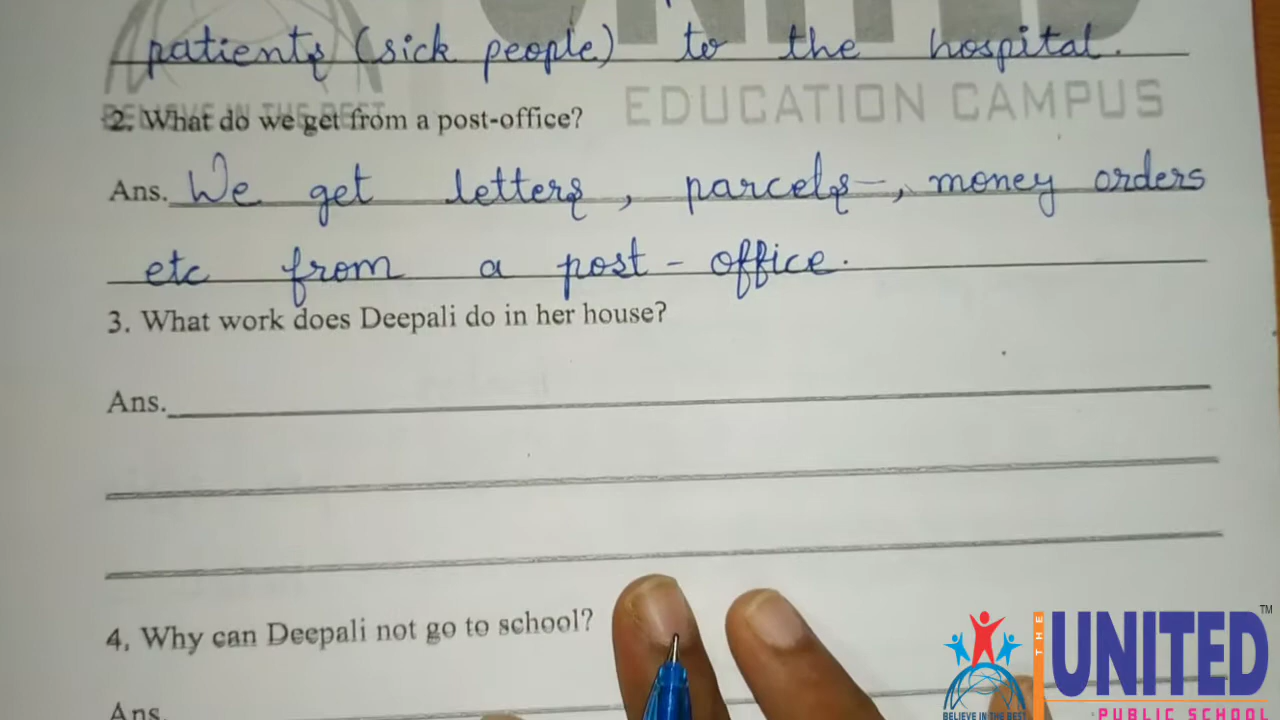 UNITED
patients (sick people) to the hospital.
BELIEVE IN THE BEST
EDUCATION CAMPUS
2. What do we get from a post-office?
Ans. We get letters, parcels-, money orders
etc from a post-office.
3. What work does Deepali do in her house?
Ans.
4. Why can Deepali not go to school?
Ans.
THE UNITED TM
PUBLIC SCHOOL
BELIEVE IN THE BEST